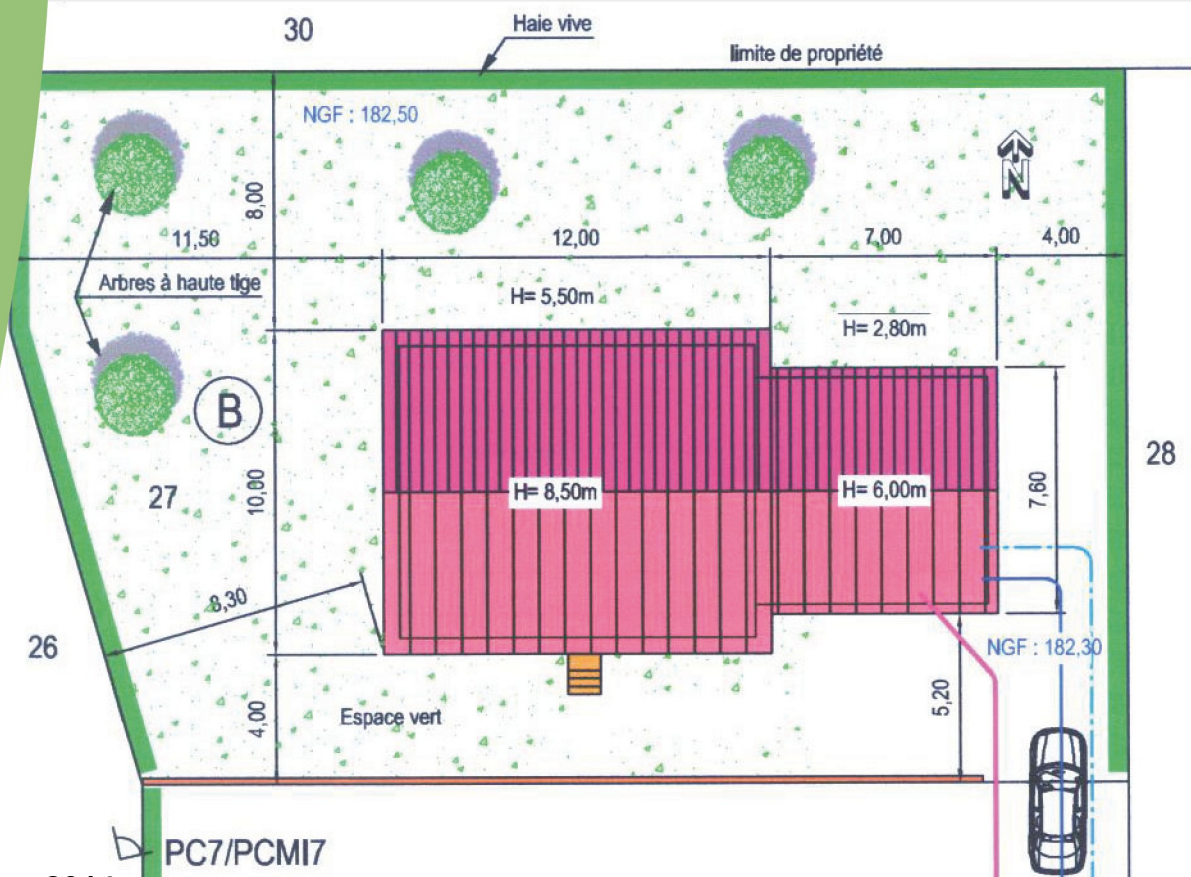 30
Haie vive
limite de propriété
NGF : 182,50
N
8,00
11,50
12,00
7,00
4,00
Arbres à haute tige
H= 5,50m
H= 2,80m
B
28
27
10,00
H= 8,50m
H= 6,00m
7,60
8,30
26
NGF : 182,30
4,00
Espace vert
5,20
PC7/PCMI7